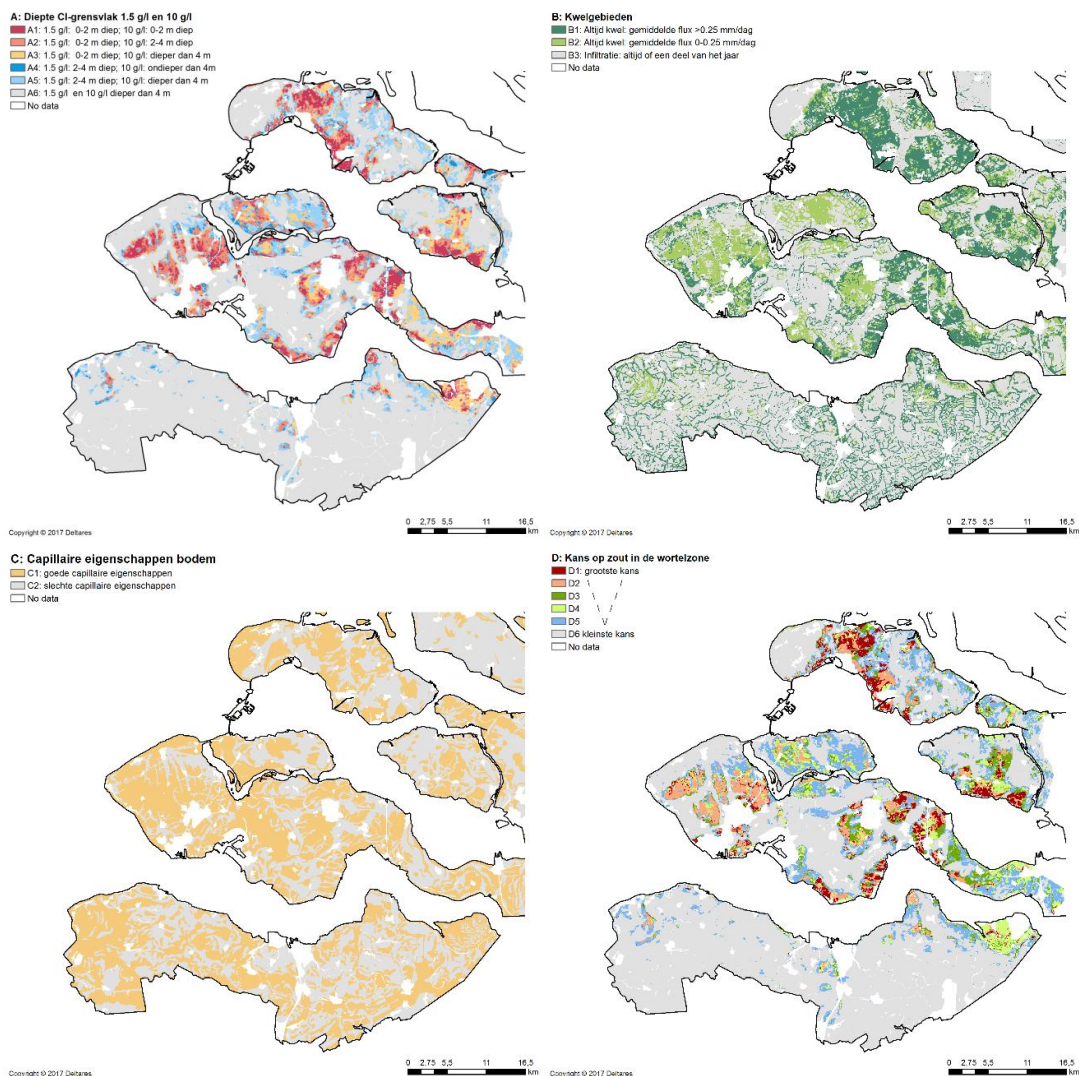 A: Diepte Cl-grensvlak 1.5 g/l en 10 g/l
A1: 1.5 g/l: 0-2 m diep; 10 g/l: 0-2 m diep
A2: 1.5 g/l: 0-2 m diep; 10 g/l: 2-4 m diep
A3: 1.5 g/l: 0-2 m diep; 10 g/l: dieper dan 4 m
A4: 1.5 g/l: 2-4 m diep; 10 g/l: ondieper dan 4m
A5: 1.5 g/l: 2-4 m diep; 10 g/l: dieper dan 4 m
A6: 1.5 g/l en 10 g/l dieper dan 4 m
No data
0 2,75 5,5 11 16,5
km
Copyright © 2017 Deltares
B: Kwelgebieden
B1: Altijd kwel: gemiddelde flux >0.25 mm/dag
B2: Altijd kwel: gemiddelde flux 0-0.25 mm/dag
B3: Infiltratie: altijd of een deel van het jaar
No data
0 2,75 5,5 11 16,5
km
Copyright © 2017 Deltares
C: Capillaire eigenschappen bodem
C1: goede capillaire eigenschappen
C2: slechte capillaire eigenschappen
No data
0 2,75 5,5 11 16,5
km
Copyright © 2017 Deltares
D: Kans op zout in de wortelzone
D1: grootste kans
D2 \ /
D3 \ /
D4 \ /
D5 V
D6 kleinste kans
No data
0 2,75 5,5 11 16,5
km
Copyright © 2017 Deltares